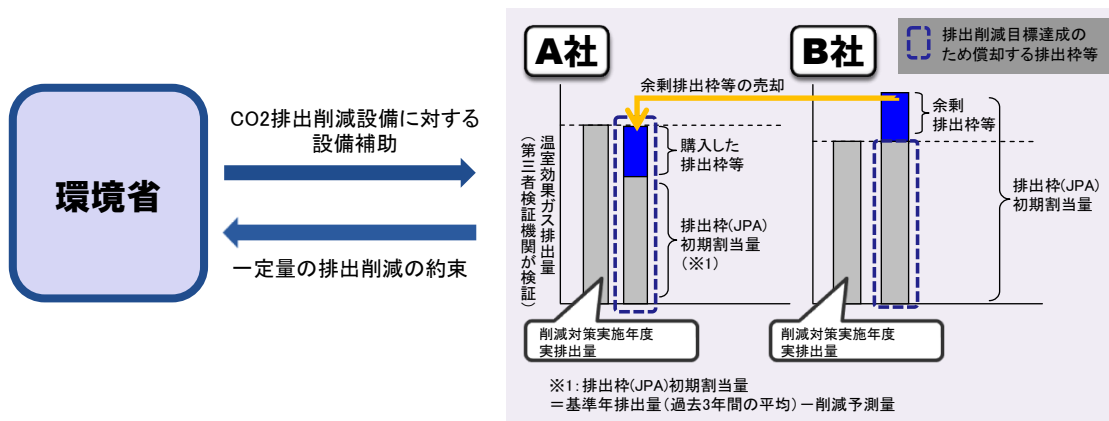 環境省
CO2排出削減設備に対する
設備補助
一定量の排出削減の約束
A社
B社
排出削減目標達成の
ため償却する排出枠等
余剰排出枠等の売却
温室効果ガス排出量
(第三者検証機関が検証)
購入した
排出枠等
排出枠(JPA)
初期割当量
(※1)
余剰
排出枠等
排出枠(JPA)
初期割当量
削減対策実施年度
実排出量
削減対策実施年度
実排出量
※1:排出枠(JPA)初期割当量
=基準年排出量(過去3年間の平均)-削減予測量